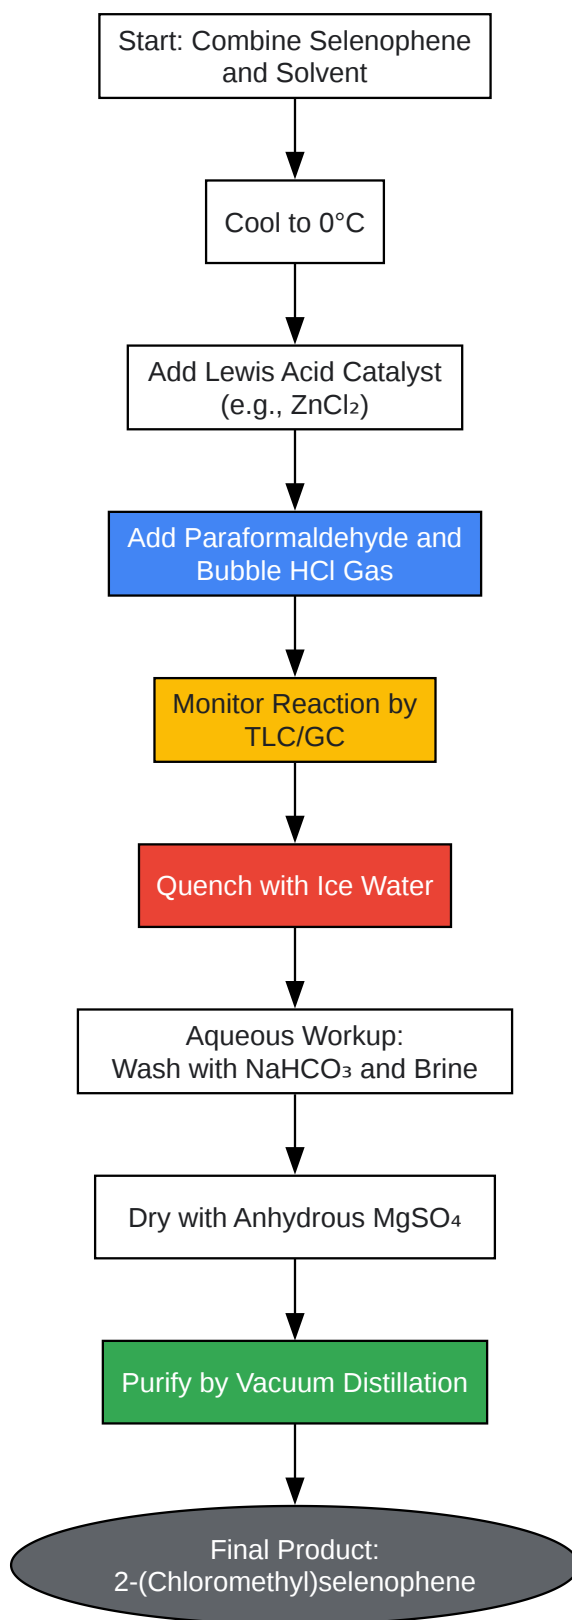 Start: Combine Selenophene
and Solvent
Cool to 0°C
Add Lewis Acid Catalyst
(e.g., ZnCl₂)
Add Paraformaldehyde and
Bubble HCl Gas
Monitor Reaction by
TLC/GC
Quench with Ice Water
Aqueous Workup:
Wash with NaHCO₃ and Brine
Dry with Anhydrous MgSO₄
Purify by Vacuum Distillation
Final Product:
2-(Chloromethyl)selenophene